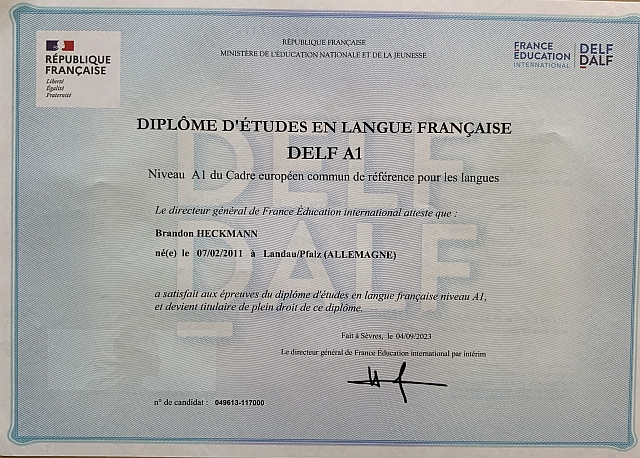 RÉPUBLIQUE FRANÇAISE
MINISTÈRE DE L'ÉDUCATION NATIONALE ET DE LA JEUNESSE
RÉPUBLIQUE
FRANÇAISE
Liberté
Égalité
Fraternité
FRANCE
ÉDUCATION
INTERNATIONAL
DELF
DALF
DIPLÔME D'ÉTUDES EN LANGUE FRANÇAISE
DELF A1
Niveau A1 du Cadre européen commun de référence pour les langues
Le directeur général de France Éducation international atteste que :
Brandon HECKMANN
né(e) le 07/02/2011 à Landau/Pfalz (ALLEMAGNE)
DELF
DALF
a satisfait aux épreuves du diplôme d'études en langue française niveau A1,
et devient titulaire de plein droit de ce diplôme.
Fait à Sèvres, le 04/09/2023
Le directeur général de France Éducation international par intérim
n° de candidat : 049613-117000